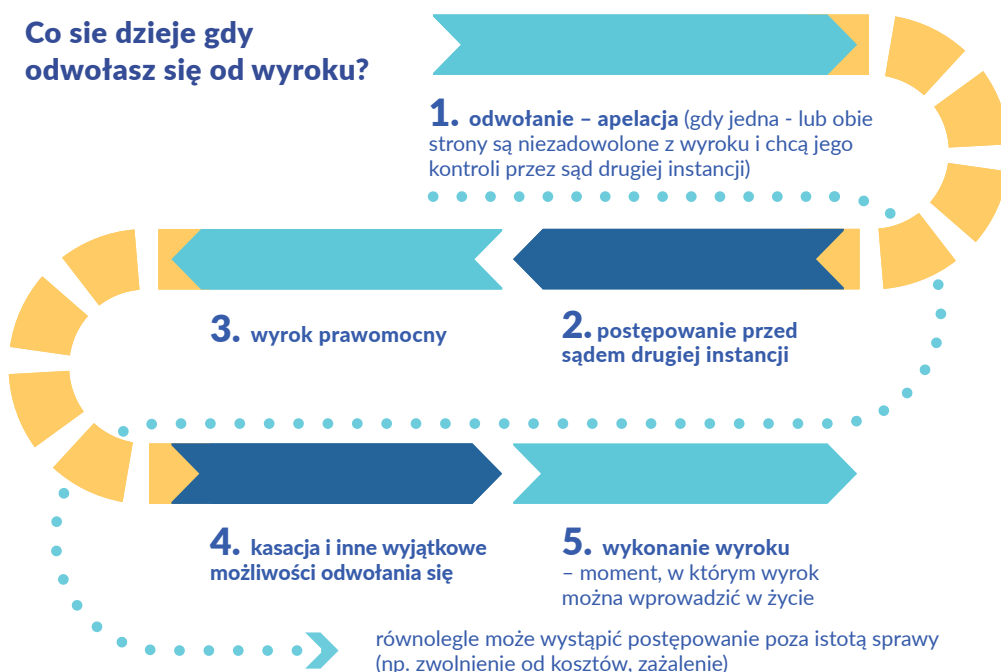 Co sie dzieje gdy
odwołasz się od wyroku?
1. odwołanie – apelacja (gdy jedna - lub obie
strony są niezadowolone z wyroku i chcą jego
kontroli przez sąd drugiej instancji)
2. postępowanie przed
sądem drugiej instancji
3. wyrok prawomocny
4. kasacja i inne wyjątkowe
możliwości odwołania się
5. wykonanie wyroku
– moment, w którym wyrok
można wprowadzić w życie
równolegle może wystąpić postępowanie poza istotą sprawy
(np. zwolnienie od kosztów, zażalenie)